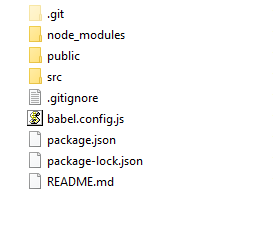 .git
node_modules
public
src
.gitignore
babel.config.js
package.json
package-lock.json
README.md